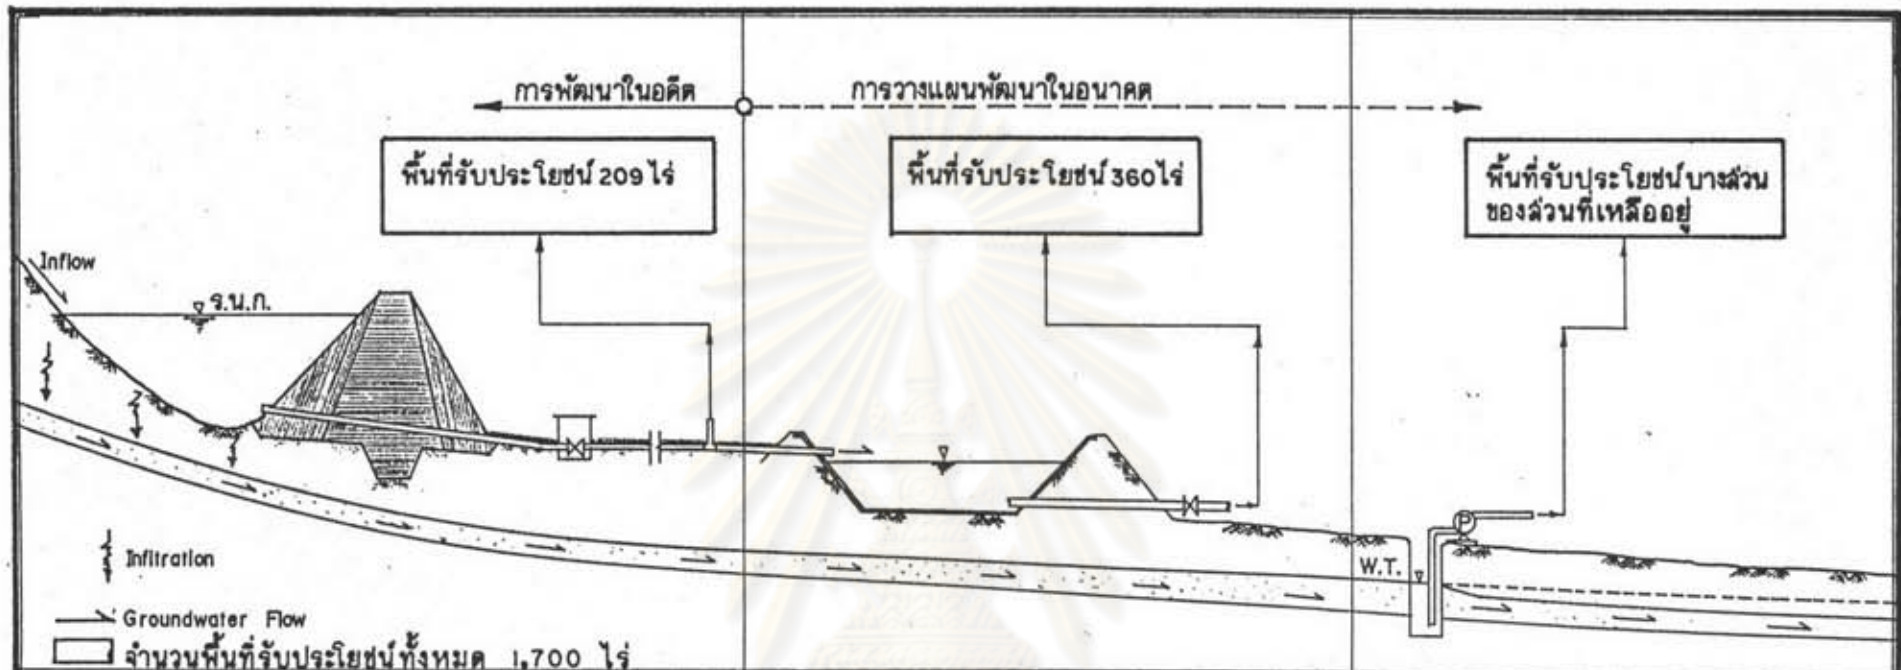 การพัฒนาในอดีต
การวางแผนพัฒนาในอนาคต
พื้นที่รับประโยชน์ 209 ไร่
พื้นที่รับประโยชน์ 360 ไร่
พื้นที่รับประโยชน์บางส่วน
ของส่วนที่เหลืออยู่
Inflow
ร.น.ก.
P
W.T.
Infiltration
Groundwater Flow
จำนวนพื้นที่รับประโยชน์ทั้งหมด 1,700 ไร่